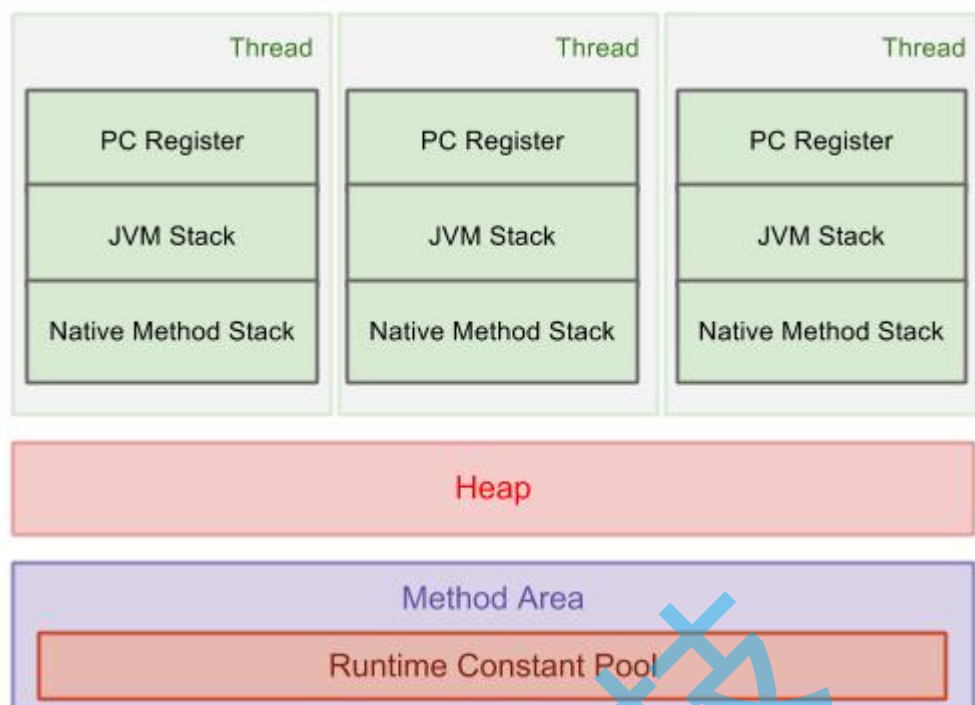 Thread
Thread
Thread
PC Register
PC Register
PC Register
JVM Stack
JVM Stack
JVM Stack
Native Method Stack
Native Method Stack
Native Method Stack
Heap
Method Area
Runtime Constant Pool